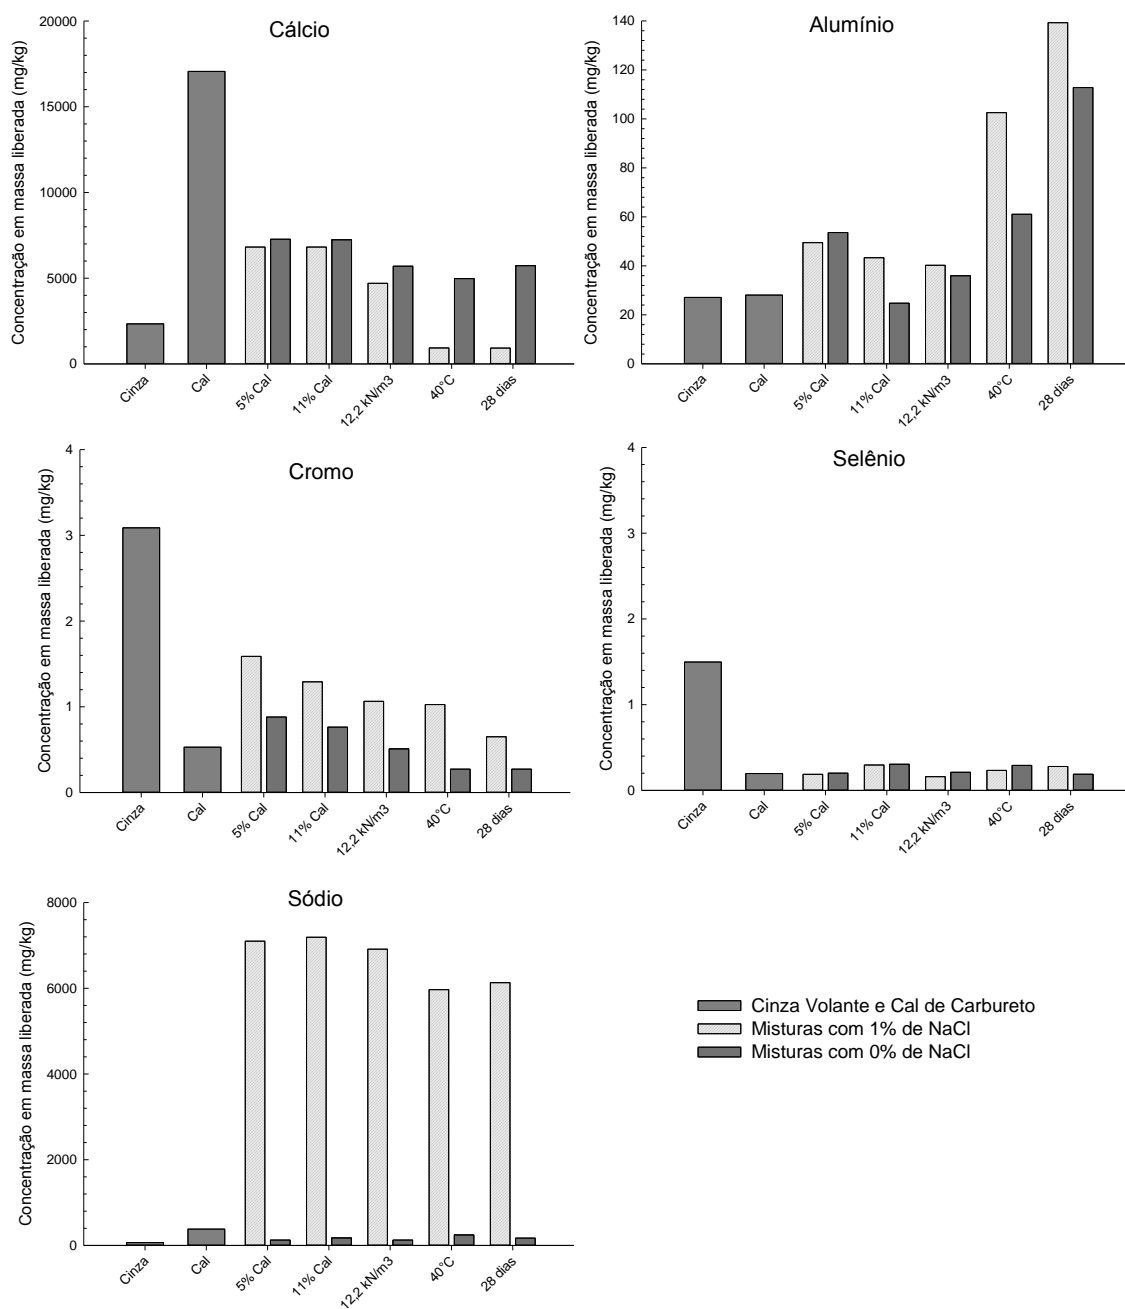 Cálcio
Concentração em massa liberada (mg/kg)
20000
15000
10000
5000
0
Cinza
Cal
5% Cal
11% Cal
12,2 kN/m3
40°C
28 dias
Alumínio
Concentração em massa liberada (mg/kg)
140
120
100
80
60
40
20
0
Cinza
Cal
5% Cal
11% Cal
12,2 kN/m3
40°C
28 dias
Cromo
Concentração em massa liberada (mg/kg)
4
3
2
1
0
Cinza
Cal
5% Cal
11% Cal
12,2 kN/m3
40°C
28 dias
Selênio
Concentração em massa liberada (mg/kg)
4
3
2
1
0
Cinza
Cal
5% Cal
11% Cal
12,2 kN/m3
40°C
28 dias
Sódio
Concentração em massa liberada (mg/kg)
8000
6000
4000
2000
0
Cinza
Cal
5% Cal
11% Cal
12,2 kN/m3
40°C
28 dias
Cinza Volante e Cal de Carbureto
Misturas com 1% de NaCl
Misturas com 0% de NaCl